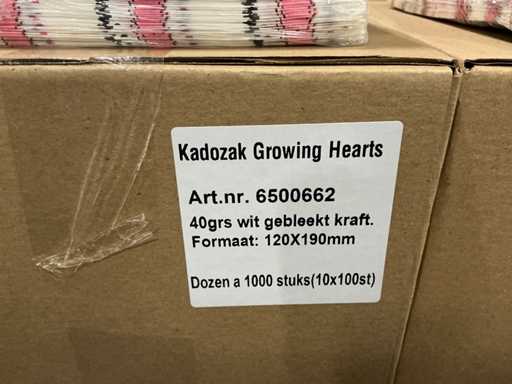 Kadozak Growing Hearts
Art.nr. 6500662
40grs wit gebleekt kraft.
Formaat: 120X190mm
Dozen a 1000 stuks(10x100st)